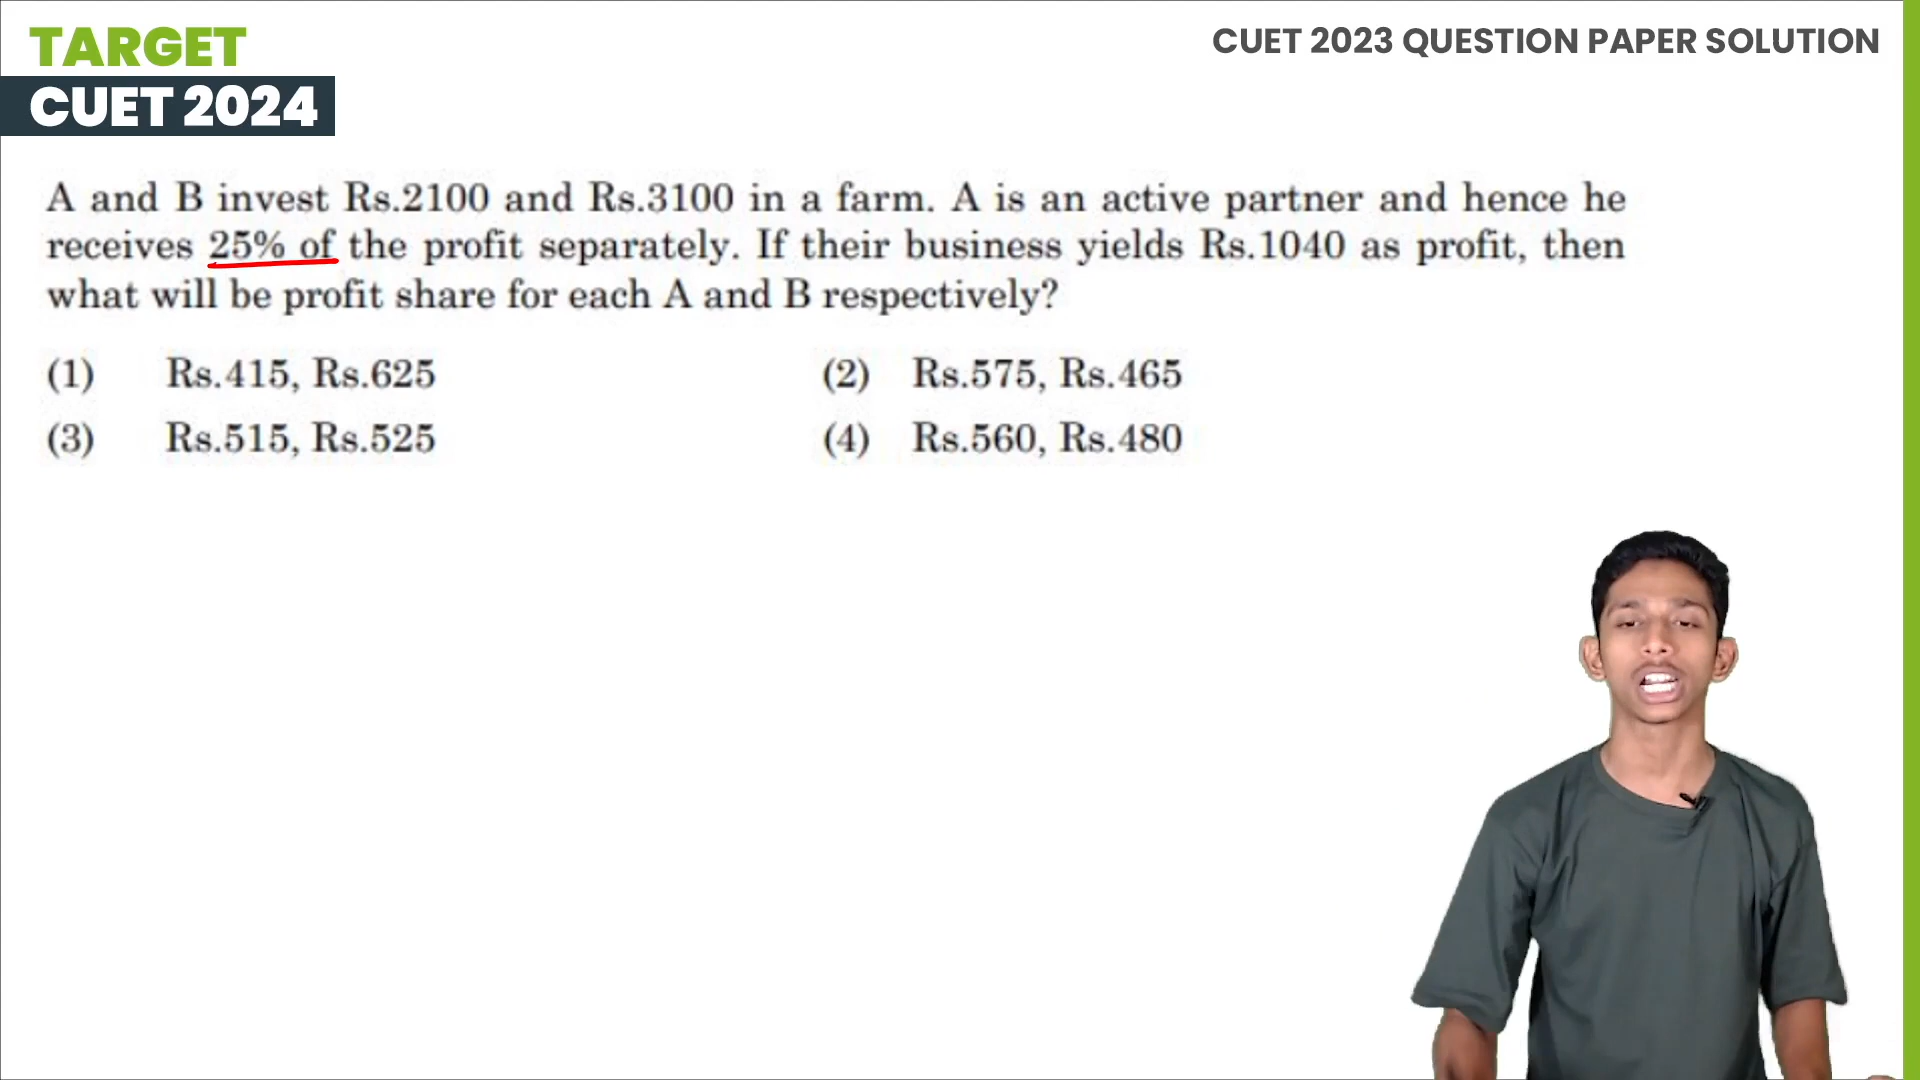 TARGET
CUET 2024
CUET 2023 QUESTION PAPER SOLUTION
A and B invest Rs.2100 and Rs.3100 in a farm. A is an active partner and hence he
receives 25% of the profit separately. If their business yields Rs.1040 as profit, then
what will be profit share for each A and B respectively?
(1) Rs.415, Rs.625
(2) Rs.575, Rs.465
(3) Rs.515, Rs.525
(4) Rs.560, Rs.480